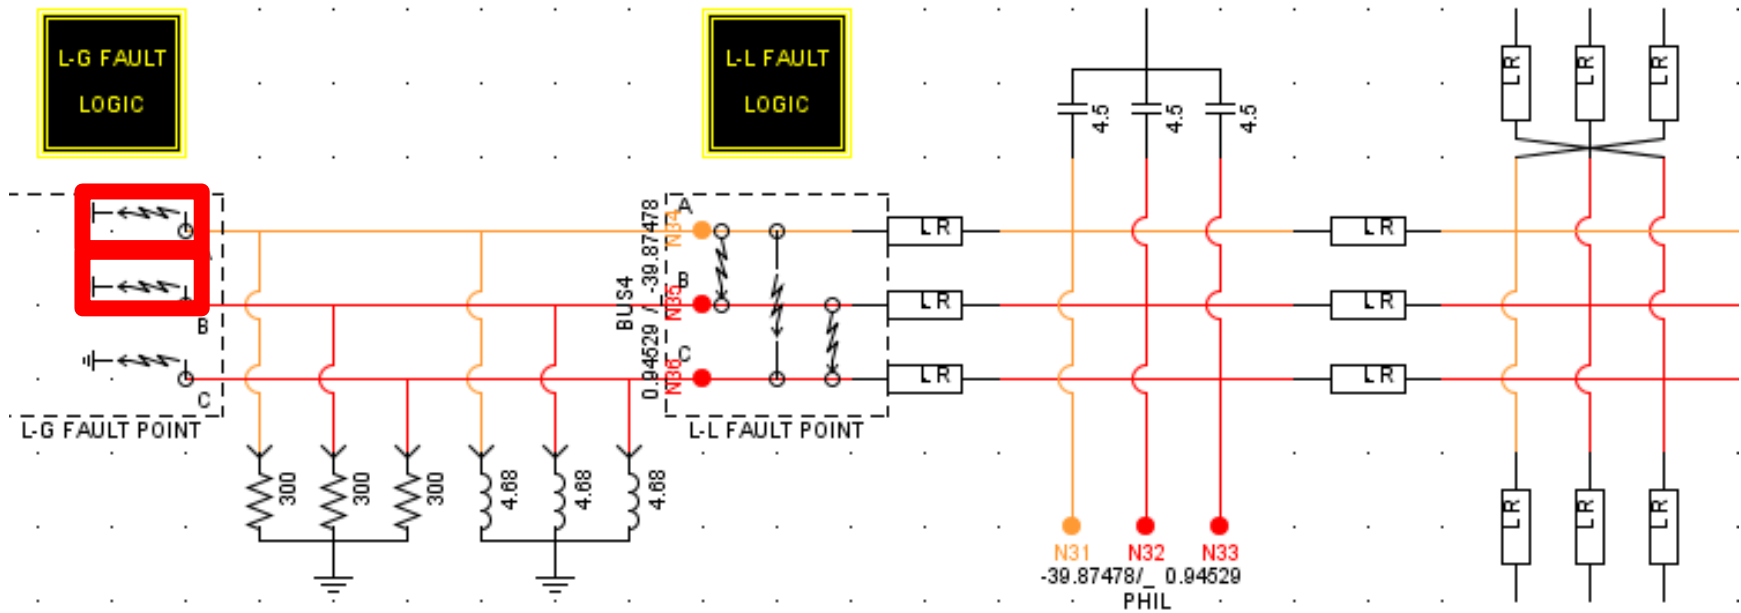 L-G FAULT
LOGIC
L-L FAULT
LOGIC
4.5
4.5
4.5
LR
LR
LR
A
N34
B
N35
C
N36
BUS4
0.94529 /_ -39.87478
B
C
L-G FAULT POINT
L-L FAULT POINT
LR
LR
LR
LR
LR
LR
300
300
300
4.68
4.68
4.68
LR
LR
LR
N31
N32
N33
-39.87478/_ 0.94529
PHIL